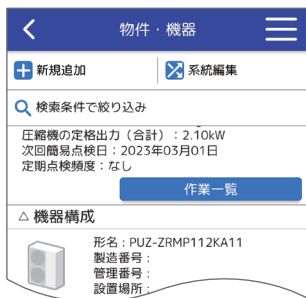 物件・機器
新規追加
系統編集
検索条件で絞り込み
圧縮機の定格出力（合計）：2.10kW
次回簡易点検日：2023年03月01日
定期点検頻度：なし
作業一覧
△ 機器構成
形名：PUZ-ZRMP112KA11
製造番号：
管理番号：
設置場所：